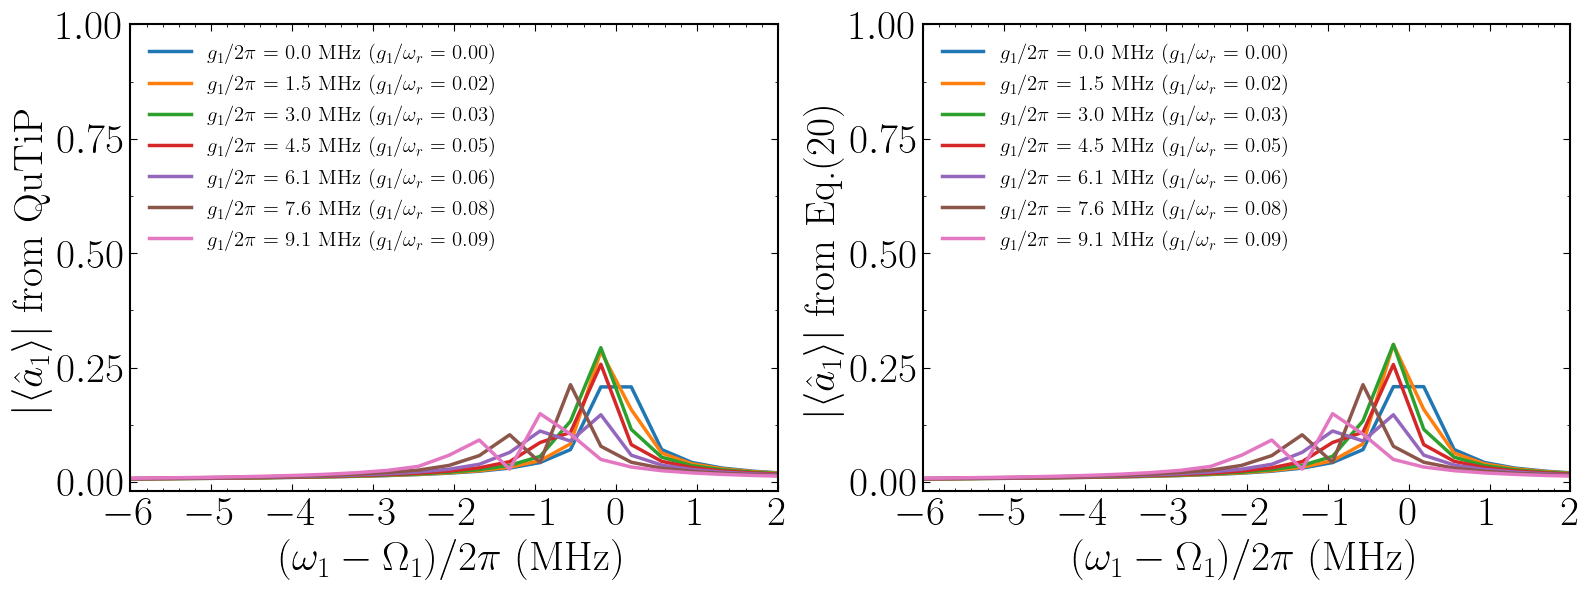 1.00
0.75
0.50
0.25
0.00
|⟨â₁⟩| from QuTiP
g₁/2π = 0.0 MHz (g₁/ωᵣ = 0.00)
g₁/2π = 1.5 MHz (g₁/ωᵣ = 0.02)
g₁/2π = 3.0 MHz (g₁/ωᵣ = 0.03)
g₁/2π = 4.5 MHz (g₁/ωᵣ = 0.05)
g₁/2π = 6.1 MHz (g₁/ωᵣ = 0.06)
g₁/2π = 7.6 MHz (g₁/ωᵣ = 0.08)
g₁/2π = 9.1 MHz (g₁/ωᵣ = 0.09)
−6 −5 −4 −3 −2 −1 0 1 2
(ω₁ − Ω₁)/2π (MHz)
1.00
0.75
0.50
0.25
0.00
|⟨â₁⟩| from Eq.(20)
g₁/2π = 0.0 MHz (g₁/ωᵣ = 0.00)
g₁/2π = 1.5 MHz (g₁/ωᵣ = 0.02)
g₁/2π = 3.0 MHz (g₁/ωᵣ = 0.03)
g₁/2π = 4.5 MHz (g₁/ωᵣ = 0.05)
g₁/2π = 6.1 MHz (g₁/ωᵣ = 0.06)
g₁/2π = 7.6 MHz (g₁/ωᵣ = 0.08)
g₁/2π = 9.1 MHz (g₁/ωᵣ = 0.09)
−6 −5 −4 −3 −2 −1 0 1 2
(ω₁ − Ω₁)/2π (MHz)